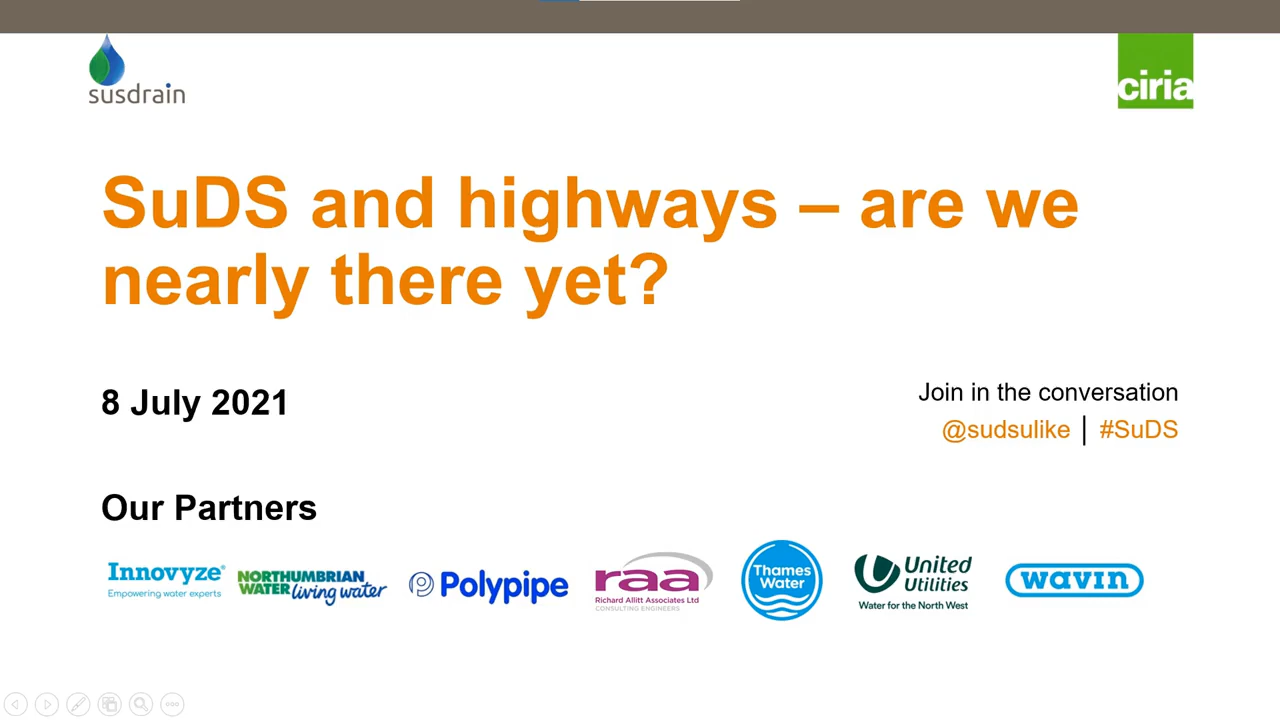 susdrain
ciria
SuDS and highways – are we
nearly there yet?
8 July 2021
Join in the conversation
@sudsulike | #SuDS
Our Partners
Innovyze®
Empowering water experts
NORTHUMBRIAN
WATER living water
Polypipe
raa
Richard Allitt Associates Ltd
CONSULTING ENGINEERS
Thames
Water
United
Utilities
Water for the North West
wavin